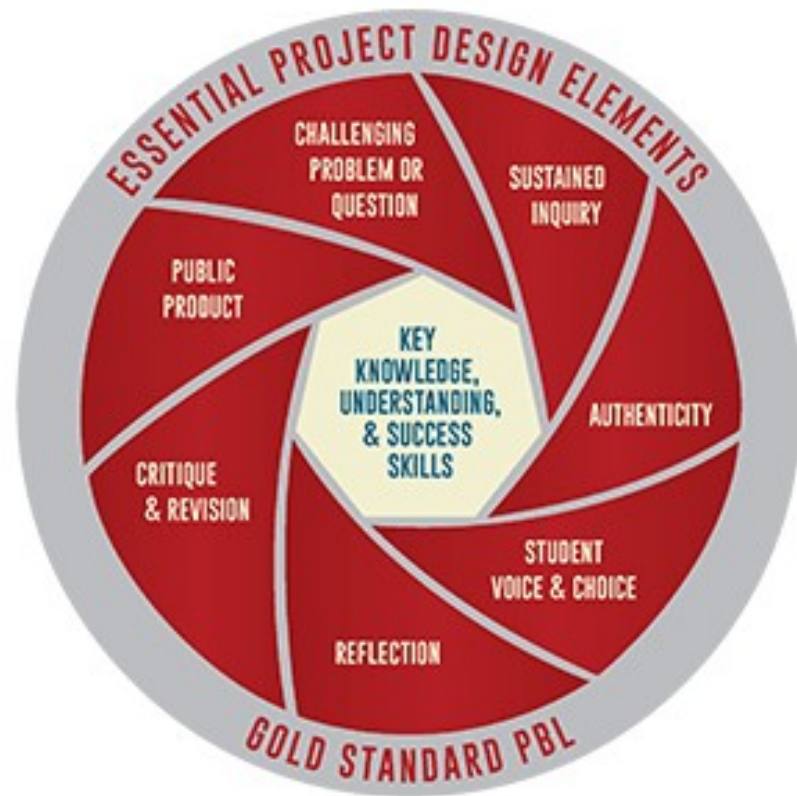 ESSENTIAL PROJECT DESIGN ELEMENTS
CHALLENGING
PROBLEM OR
QUESTION
SUSTAINED
INQUIRY
AUTHENTICITY
STUDENT
VOICE & CHOICE
REFLECTION
CRITIQUE
& REVISION
PUBLIC
PRODUCT
KEY
KNOWLEDGE,
UNDERSTANDING,
& SUCCESS
SKILLS
GOLD STANDARD PBL